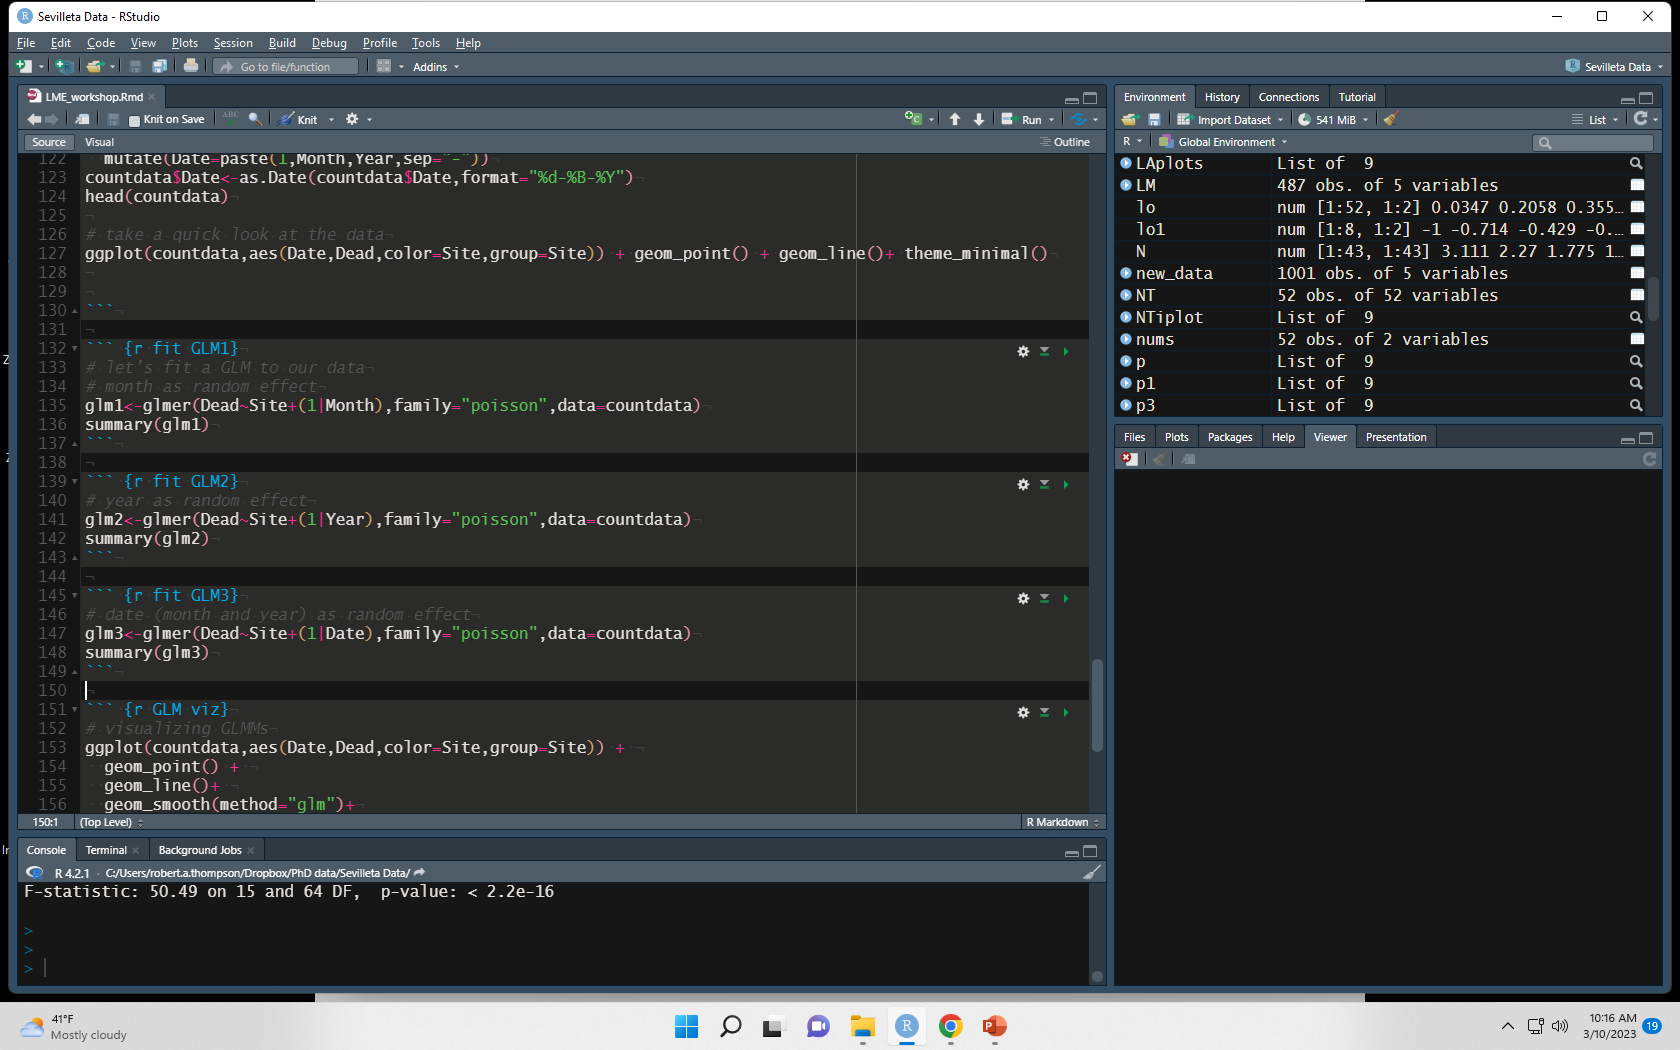 Sevilleta Data - RStudio
File Edit Code View Plots Session Build Debug Profile Tools Help
Go to file/function Addins Sevilleta Data
LME_workshop.Rmd
Knit on Save ABC Knit Run
Source Visual Outline
122 mutate(Date=paste(1,Month,Year,sep="-"))
123 countdata$Date<-as.Date(countdata$Date,format="%d-%B-%Y")
124 head(countdata)
125
126 # take a quick look at the data
127 ggplot(countdata,aes(Date,Dead,color=Site,group=Site)) + geom_point() + geom_line()+ theme_minimal()
128
129
130 ```
131
132 ``` {r fit GLM1}
133 # let's fit a GLM to our data
134 # month as random effect
135 glm1<-glmer(Dead~Site+(1|Month),family="poisson",data=countdata)
136 summary(glm1)
137 ```
138
139 ``` {r fit GLM2}
140 # year as random effect
141 glm2<-glmer(Dead~Site+(1|Year),family="poisson",data=countdata)
142 summary(glm2)
143 ```
144
145 ``` {r fit GLM3}
146 # date (month and year) as random effect
147 glm3<-glmer(Dead~Site+(1|Date),family="poisson",data=countdata)
148 summary(glm3)
149 ```
150
151 ``` {r GLM viz}
152 # visualizing GLMMs
153 ggplot(countdata,aes(Date,Dead,color=Site,group=Site)) +
154 geom_point() +
155 geom_line()+
156 geom_smooth(method="glm")+
150:1 (Top Level) R Markdown
Console Terminal Background Jobs
R 4.2.1 · C:/Users/robert.a.thompson/Dropbox/PhD data/Sevilleta Data/
F-statistic: 50.49 on 15 and 64 DF, p-value: < 2.2e-16
>
>
>
Environment History Connections Tutorial
Import Dataset 541 MiB List
R Global Environment
LAplots List of 9
LM 487 obs. of 5 variables
lo num [1:52, 1:2] 0.0347 0.2058 0.355...
lo1 num [1:8, 1:2] -1 -0.714 -0.429 -0...
N num [1:43, 1:43] 3.111 2.27 1.775 1...
new_data 1001 obs. of 5 variables
NT 52 obs. of 52 variables
NTiplot List of 9
nums 52 obs. of 2 variables
p List of 9
p1 List of 9
p3 List of 9
Files Plots Packages Help Viewer Presentation
41°F
Mostly cloudy
10:16 AM
3/10/2023
19